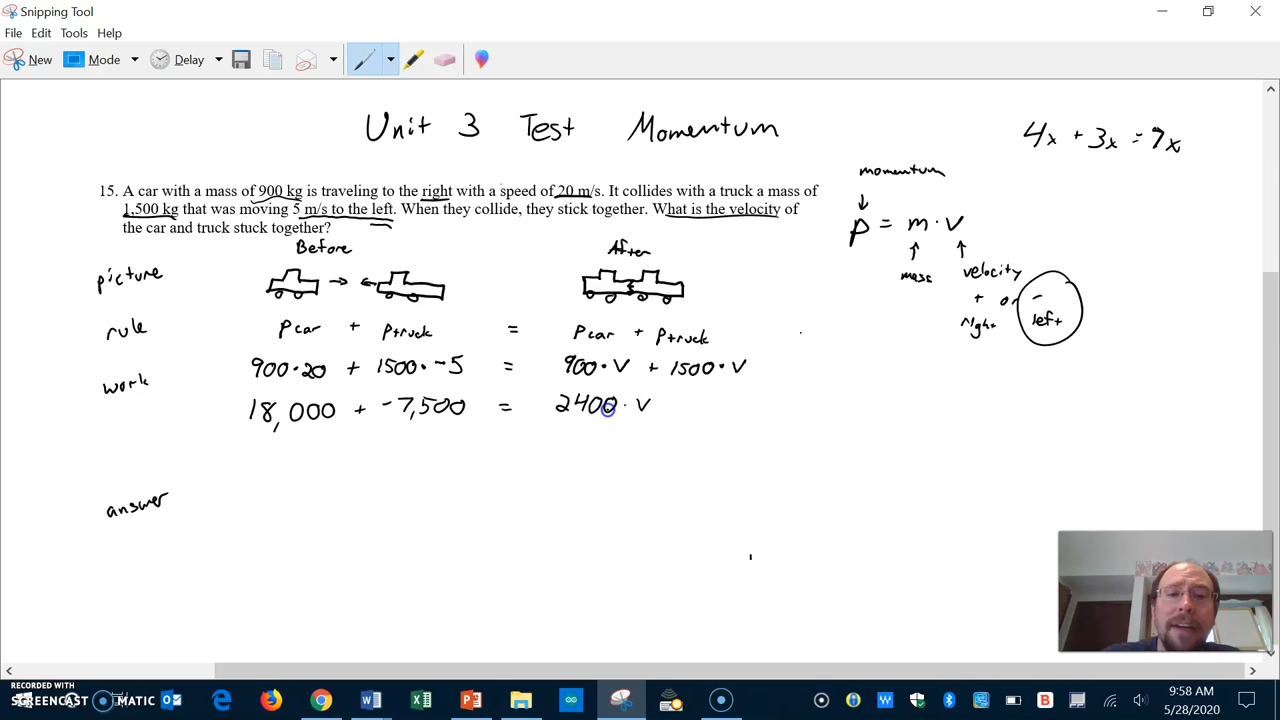 Snipping Tool
File Edit Tools Help
New Mode Delay
Unit 3 Test Momentum
4x + 3x = 7x
15. A car with a mass of 900 kg is traveling to the right with a speed of 20 m/s. It collides with a truck a mass of
1,500 kg that was moving 5 m/s to the left. When they collide, they stick together. What is the velocity of
the car and truck stuck together?
momentum
p = m · v
mass
velocity
+ or -
right left
Before After
picture
rule
P car + Ptruck = P car + Ptruck
work
900·20 + 1500·-5 = 900·V + 1500·V
18,000 + -7,500 = 2400·V
answer
RECORDED WITH
SCREENCAST MATIC
9:58 AM
5/28/2020